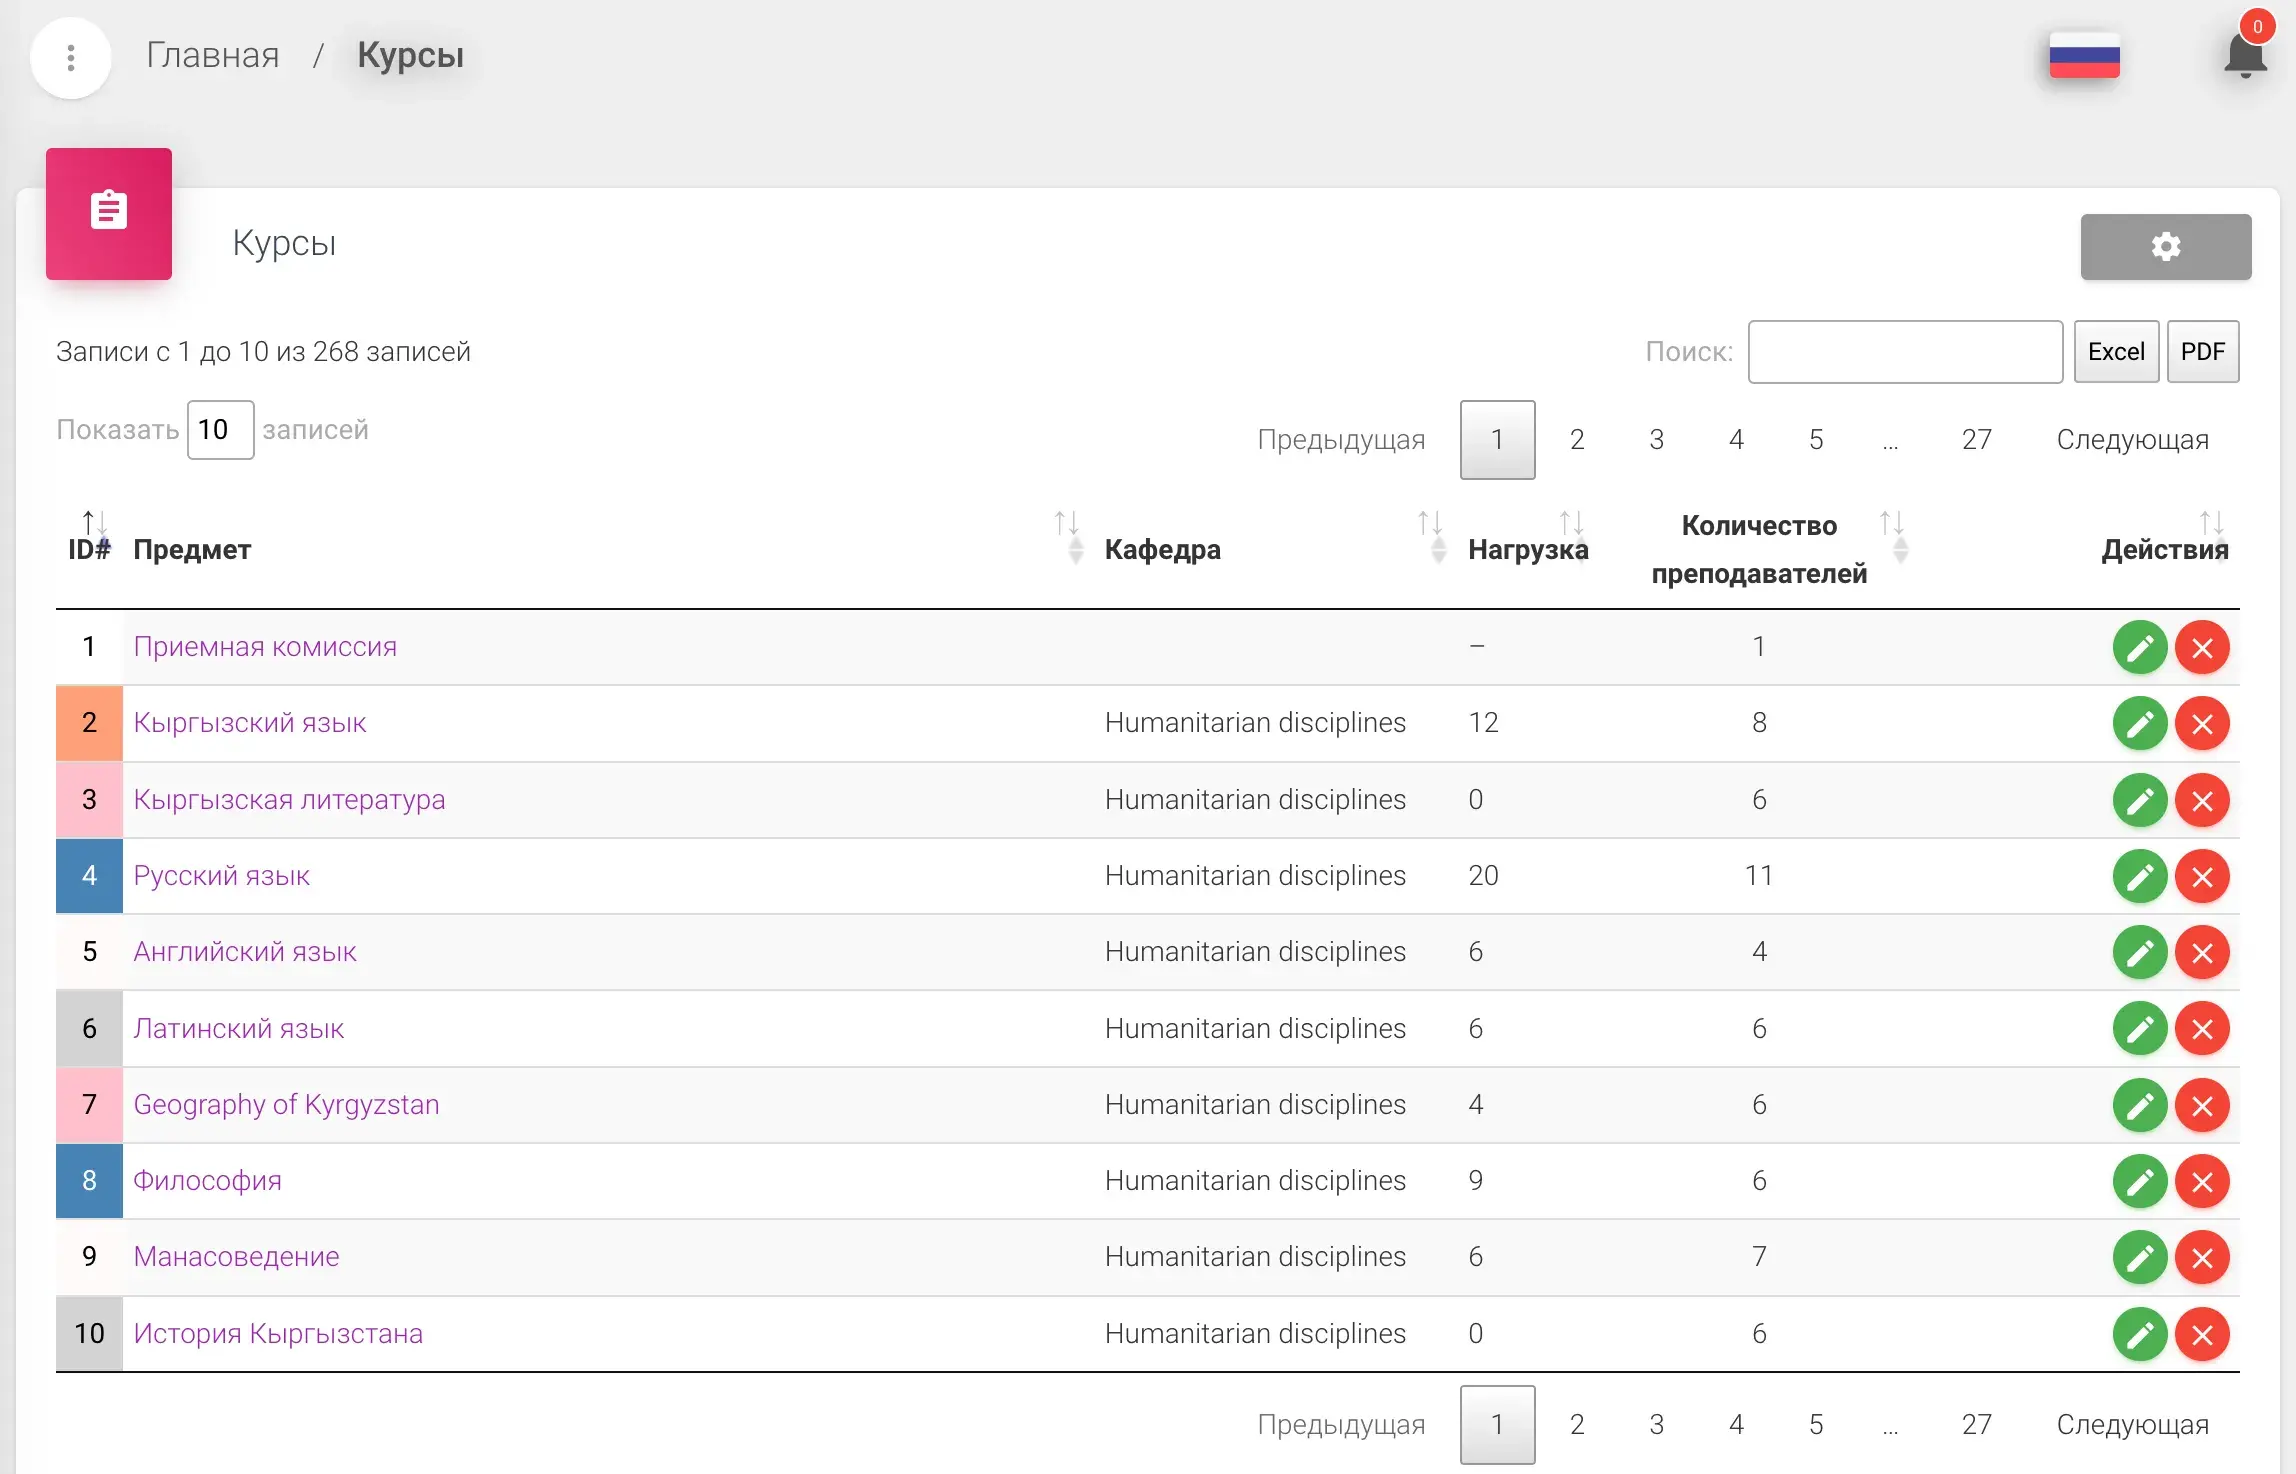 Главная / Курсы
0
Курсы
Записи с 1 до 10 из 268 записей
Поиск: Excel PDF
Показать 10 записей
Предыдущая 1 2 3 4 5 … 27 Следующая
ID# Предмет Кафедра Нагрузка Количество преподавателей Действия
1 Приемная комиссия – 1
2 Кыргызский язык Humanitarian disciplines 12 8
3 Кыргызская литература Humanitarian disciplines 0 6
4 Русский язык Humanitarian disciplines 20 11
5 Английский язык Humanitarian disciplines 6 4
6 Латинский язык Humanitarian disciplines 6 6
7 Geography of Kyrgyzstan Humanitarian disciplines 4 6
8 Философия Humanitarian disciplines 9 6
9 Манасоведение Humanitarian disciplines 6 7
10 История Кыргызстана Humanitarian disciplines 0 6
Предыдущая 1 2 3 4 5 … 27 Следующая